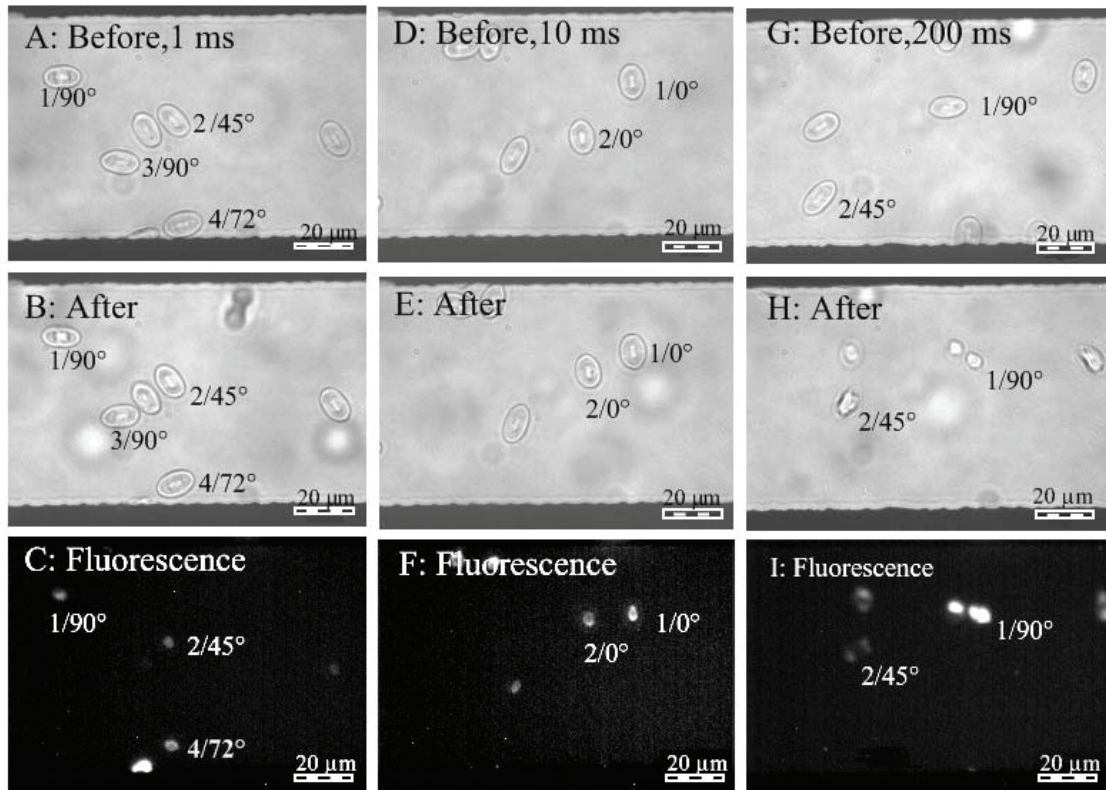 A: Before,1 ms
1/90°
2/45°
3/90°
4/72°
20 μm
D: Before,10 ms
1/0°
2/0°
20 μm
G: Before,200 ms
1/90°
2/45°
20 μm
B: After
1/90°
2/45°
3/90°
4/72°
20 μm
E: After
1/0°
2/0°
20 μm
H: After
1/90°
2/45°
20 μm
C: Fluorescence
1/90°
2/45°
4/72°
20 μm
F: Fluorescence
1/0°
2/0°
20 μm
I: Fluorescence
1/90°
2/45°
20 μm